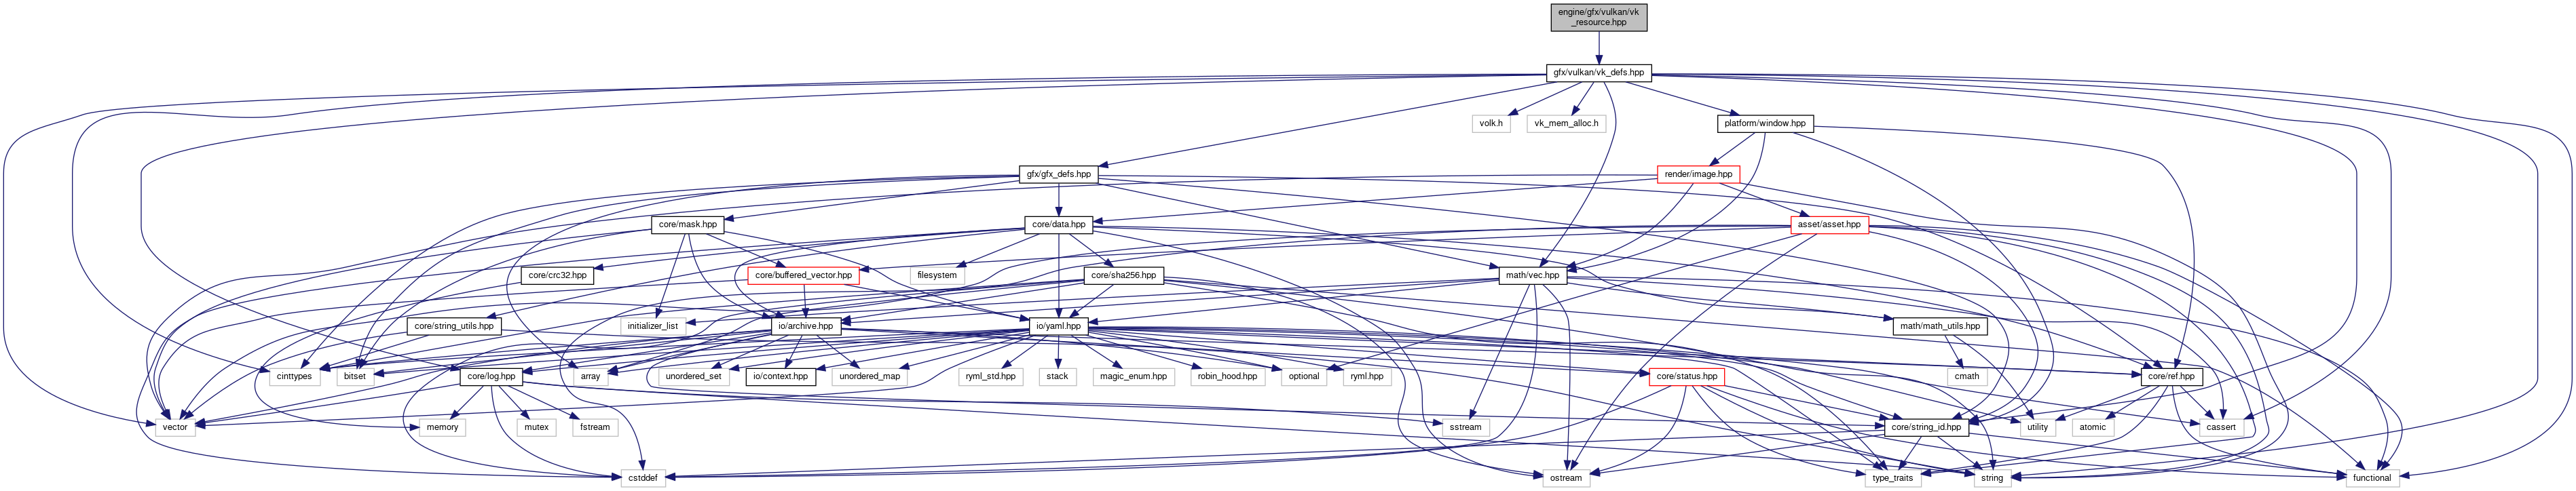 engine/gfx/vulkan/vk
_resource.hpp
gfx/vulkan/vk_defs.hpp
volk.h
vk_mem_alloc.h
platform/window.hpp
gfx/gfx_defs.hpp
render/image.hpp
core/mask.hpp
core/data.hpp
asset/asset.hpp
core/crc32.hpp
core/buffered_vector.hpp
filesystem
core/sha256.hpp
math/vec.hpp
core/string_utils.hpp
initializer_list
io/archive.hpp
io/yaml.hpp
math/math_utils.hpp
cinttypes
bitset
core/log.hpp
array
unordered_set
io/context.hpp
unordered_map
ryml_std.hpp
stack
magic_enum.hpp
robin_hood.hpp
optional
ryml.hpp
core/status.hpp
cmath
core/ref.hpp
vector
memory
mutex
fstream
sstream
core/string_id.hpp
utility
atomic
cassert
cstddef
ostream
type_traits
string
functional